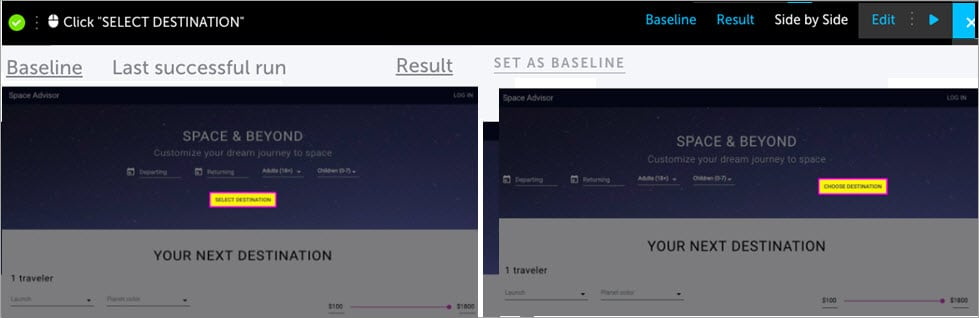 Click "SELECT DESTINATION"
Baseline Result Side by Side Edit
Baseline Last successful run Result SET AS BASELINE
Space Advisor LOG IN
SPACE & BEYOND
Customize your dream journey to space
Departing Returning Adults (18+) Children (0-7)
SELECT DESTINATION
YOUR NEXT DESTINATION
1 traveler
Launch Planet color $100 $1800
Space Advisor LOG IN
SPACE & BEYOND
Customize your dream journey to space
Departing Returning Adults (18+) Children (0-7)
CHOOSE DESTINATION
YOUR NEXT DESTINATION
1 traveler
Launch Planet color $100 $1800